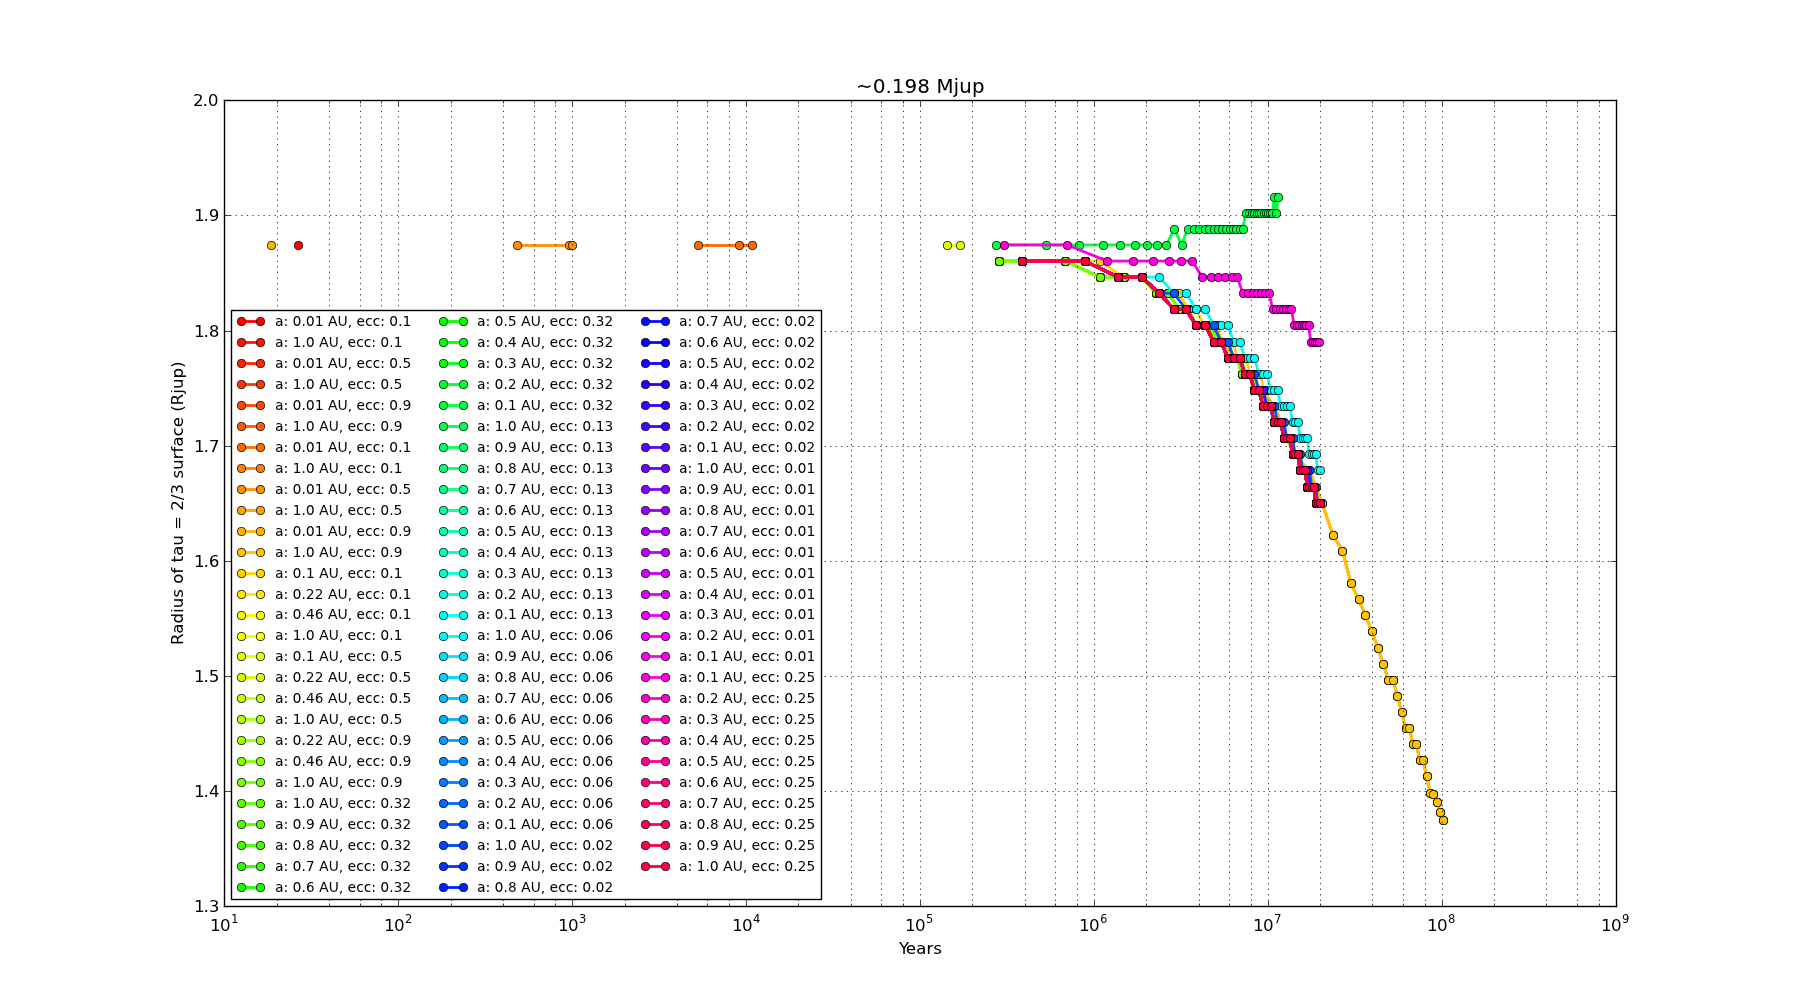 ~0.198 Mjup
2.0
1.9
1.8
1.7
1.6
1.5
1.4
1.3
Radius of tau = 2/3 surface (Rjup)
a: 0.01 AU, ecc: 0.1
a: 1.0 AU, ecc: 0.1
a: 0.01 AU, ecc: 0.5
a: 1.0 AU, ecc: 0.5
a: 0.01 AU, ecc: 0.9
a: 1.0 AU, ecc: 0.9
a: 0.01 AU, ecc: 0.1
a: 1.0 AU, ecc: 0.1
a: 0.01 AU, ecc: 0.5
a: 1.0 AU, ecc: 0.5
a: 0.01 AU, ecc: 0.9
a: 1.0 AU, ecc: 0.9
a: 0.1 AU, ecc: 0.1
a: 0.22 AU, ecc: 0.1
a: 0.46 AU, ecc: 0.1
a: 1.0 AU, ecc: 0.1
a: 0.1 AU, ecc: 0.5
a: 0.22 AU, ecc: 0.5
a: 0.46 AU, ecc: 0.5
a: 1.0 AU, ecc: 0.5
a: 0.22 AU, ecc: 0.9
a: 0.46 AU, ecc: 0.9
a: 1.0 AU, ecc: 0.9
a: 1.0 AU, ecc: 0.32
a: 0.9 AU, ecc: 0.32
a: 0.8 AU, ecc: 0.32
a: 0.7 AU, ecc: 0.32
a: 0.6 AU, ecc: 0.32
a: 0.5 AU, ecc: 0.32
a: 0.4 AU, ecc: 0.32
a: 0.3 AU, ecc: 0.32
a: 0.2 AU, ecc: 0.32
a: 0.1 AU, ecc: 0.32
a: 1.0 AU, ecc: 0.13
a: 0.9 AU, ecc: 0.13
a: 0.8 AU, ecc: 0.13
a: 0.7 AU, ecc: 0.13
a: 0.6 AU, ecc: 0.13
a: 0.5 AU, ecc: 0.13
a: 0.4 AU, ecc: 0.13
a: 0.3 AU, ecc: 0.13
a: 0.2 AU, ecc: 0.13
a: 0.1 AU, ecc: 0.13
a: 1.0 AU, ecc: 0.06
a: 0.9 AU, ecc: 0.06
a: 0.8 AU, ecc: 0.06
a: 0.7 AU, ecc: 0.06
a: 0.6 AU, ecc: 0.06
a: 0.5 AU, ecc: 0.06
a: 0.4 AU, ecc: 0.06
a: 0.3 AU, ecc: 0.06
a: 0.2 AU, ecc: 0.06
a: 0.1 AU, ecc: 0.06
a: 1.0 AU, ecc: 0.02
a: 0.9 AU, ecc: 0.02
a: 0.8 AU, ecc: 0.02
a: 0.7 AU, ecc: 0.02
a: 0.6 AU, ecc: 0.02
a: 0.5 AU, ecc: 0.02
a: 0.4 AU, ecc: 0.02
a: 0.3 AU, ecc: 0.02
a: 0.2 AU, ecc: 0.02
a: 0.1 AU, ecc: 0.02
a: 1.0 AU, ecc: 0.01
a: 0.9 AU, ecc: 0.01
a: 0.8 AU, ecc: 0.01
a: 0.7 AU, ecc: 0.01
a: 0.6 AU, ecc: 0.01
a: 0.5 AU, ecc: 0.01
a: 0.4 AU, ecc: 0.01
a: 0.3 AU, ecc: 0.01
a: 0.2 AU, ecc: 0.01
a: 0.1 AU, ecc: 0.01
a: 0.1 AU, ecc: 0.25
a: 0.2 AU, ecc: 0.25
a: 0.3 AU, ecc: 0.25
a: 0.4 AU, ecc: 0.25
a: 0.5 AU, ecc: 0.25
a: 0.6 AU, ecc: 0.25
a: 0.7 AU, ecc: 0.25
a: 0.8 AU, ecc: 0.25
a: 0.9 AU, ecc: 0.25
a: 1.0 AU, ecc: 0.25
10^1 10^2 10^3 10^4 10^5 10^6 10^7 10^8 10^9
Years